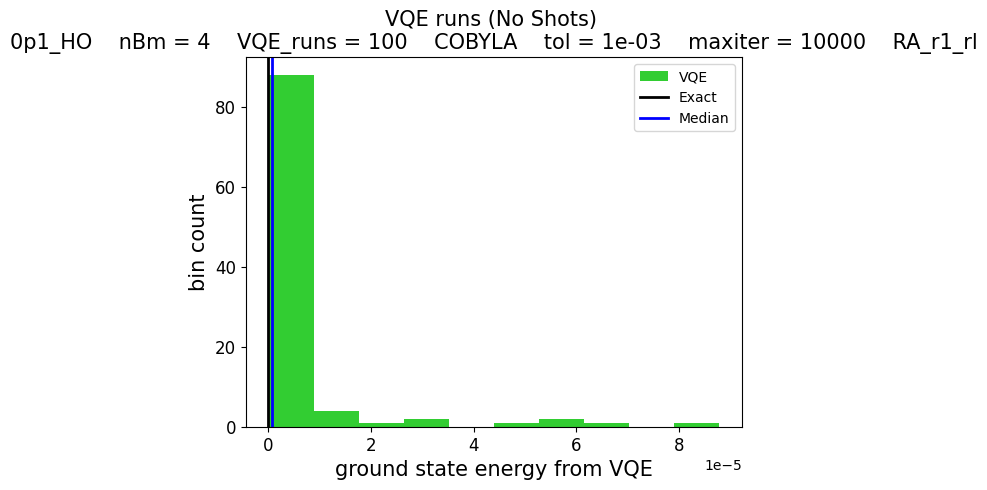 VQE runs (No Shots)
0p1_HO    nBm = 4    VQE_runs = 100    COBYLA    tol = 1e-03    maxiter = 10000    RA_r1_rl
VQE
Exact
Median
80
60
40
20
0
bin count
0 2 4 6 8
1e−5
ground state energy from VQE